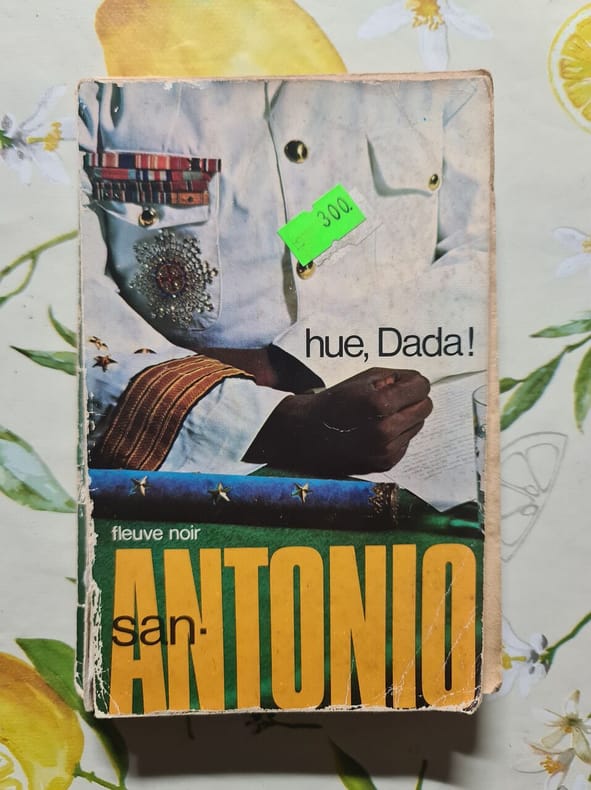 300.
hue, Dada!
fleuve noir
san-
ANTONIO